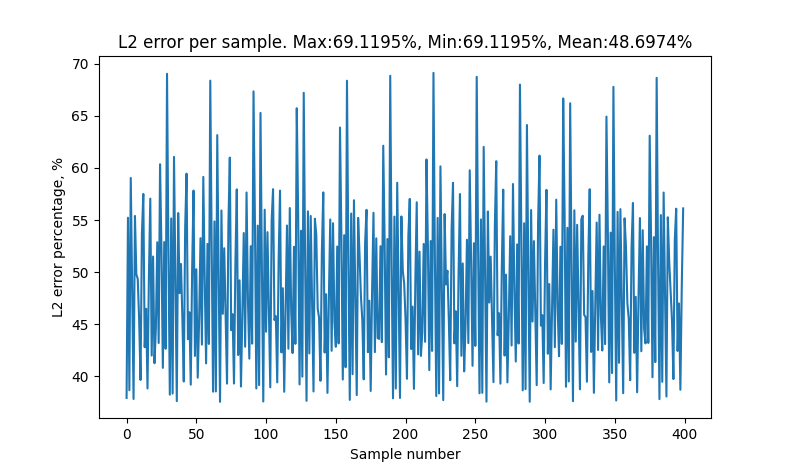 L2 error per sample. Max:69.1195%, Min:69.1195%, Mean:48.6974%
70
65
60
55
50
45
40
L2 error percentage, %
0 50 100 150 200 250 300 350 400
Sample number